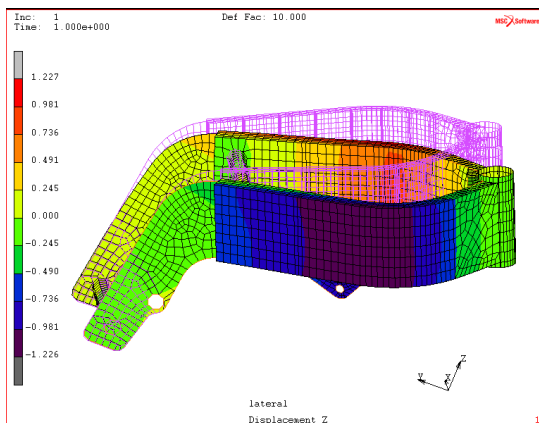 Inc: 1
Time: 1.000e+000
Def Fac: 10.000
MSC Software
1.227
0.981
0.736
0.491
0.245
0.000
-0.245
-0.490
-0.736
-0.981
-1.226
Z
Y
X
lateral
Displacement Z
1